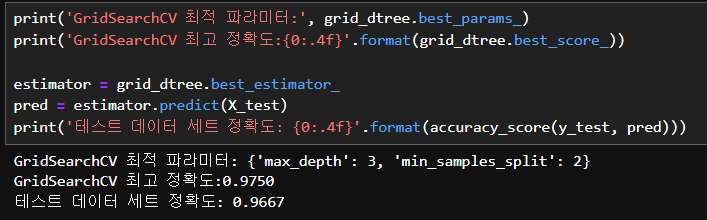 print('GridSearchCV 최적 파라미터:', grid_dtree.best_params_)
print('GridSearchCV 최고 정확도:{0:.4f}'.format(grid_dtree.best_score_))
estimator = grid_dtree.best_estimator_
pred = estimator.predict(X_test)
print('테스트 데이터 세트 정확도: {0:.4f}'.format(accuracy_score(y_test, pred)))
GridSearchCV 최적 파라미터: {'max_depth': 3, 'min_samples_split': 2}
GridSearchCV 최고 정확도:0.9750
테스트 데이터 세트 정확도: 0.9667